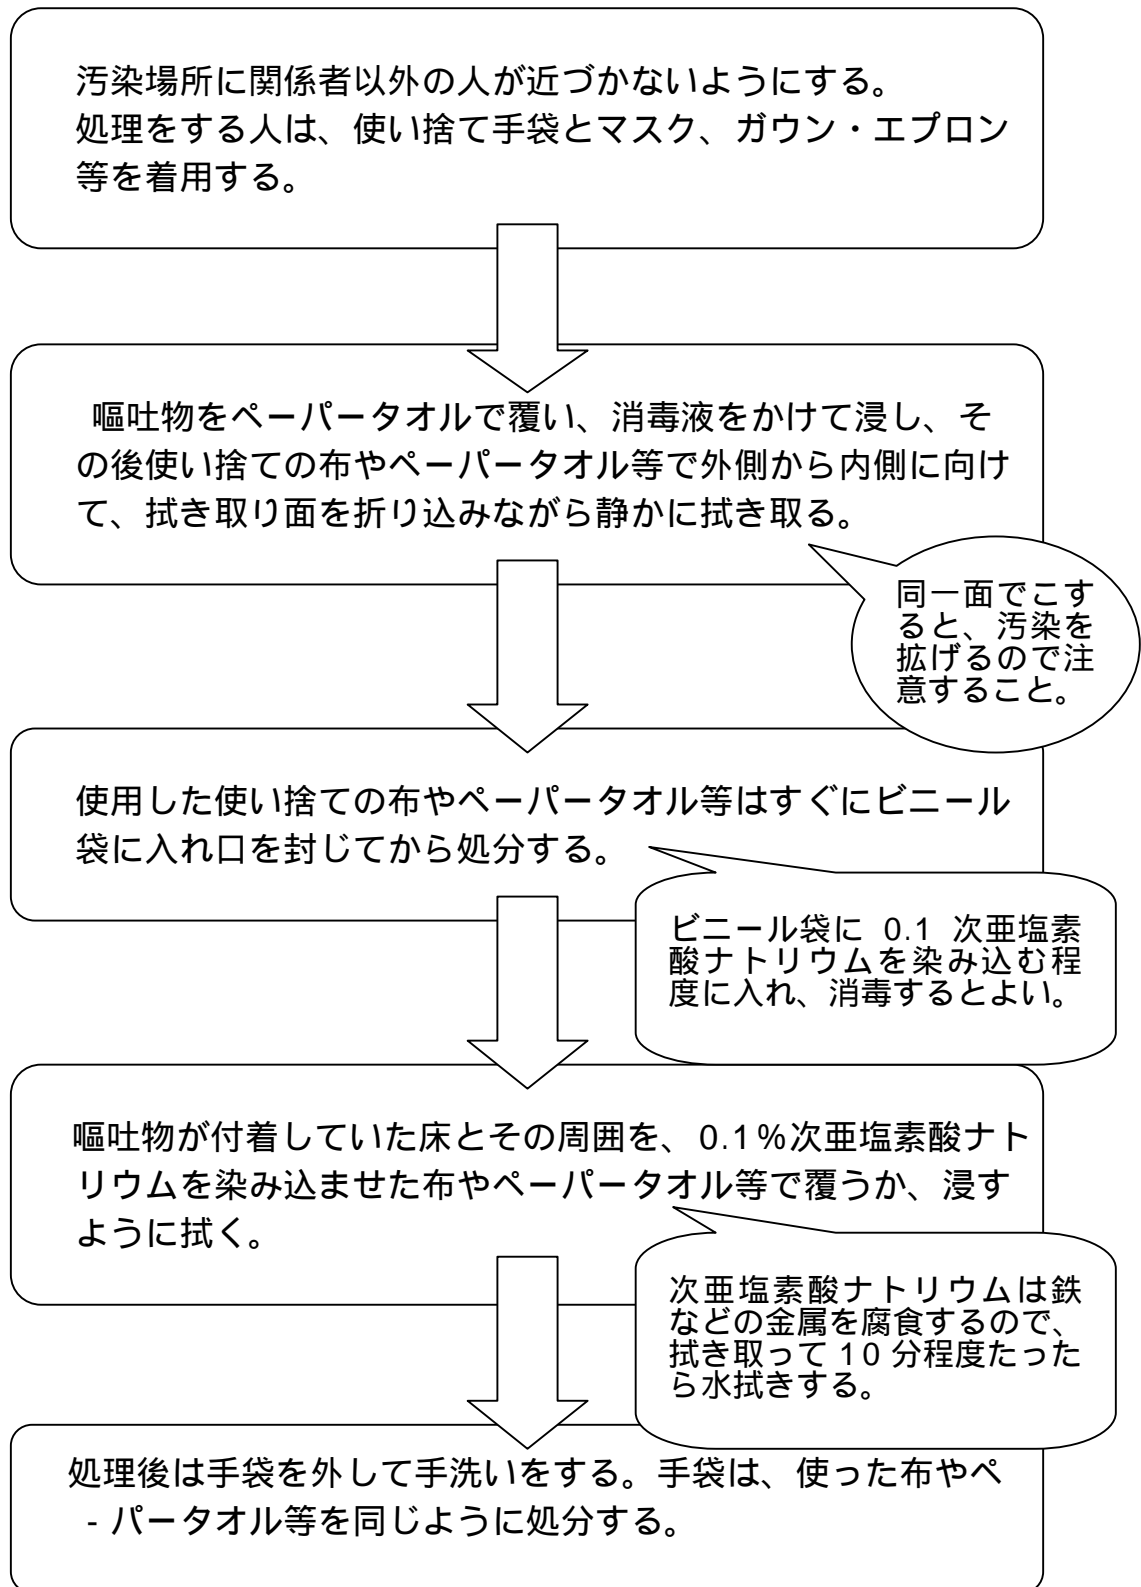 汚染場所に関係者以外の人が近づかないようにする。
処理をする人は、使い捨て手袋とマスク、ガウン・エプロン
等を着用する。
嘔吐物をペーパータオルで覆い、消毒液をかけて浸し、そ
の後使い捨ての布やペーパータオル等で外側から内側に向け
て、拭き取り面を折り込みながら静かに拭き取る。
同一面でこす
ると、汚染を
拡げるので注
意すること。
使用した使い捨ての布やペーパータオル等はすぐにビニール
袋に入れ口を封じてから処分する。
ビニール袋に 0.1 次亜塩素
酸ナトリウムを染み込む程
度に入れ、消毒するとよい。
嘔吐物が付着していた床とその周囲を、0.1%次亜塩素酸ナト
リウムを染み込ませた布やペーパータオル等で覆うか、浸す
ように拭く。
次亜塩素酸ナトリウムは鉄
などの金属を腐食するので、
拭き取って10分程度たった
ら水拭きする。
処理後は手袋を外して手洗いをする。手袋は、使った布やペ
-パータオル等を同じように処分する。